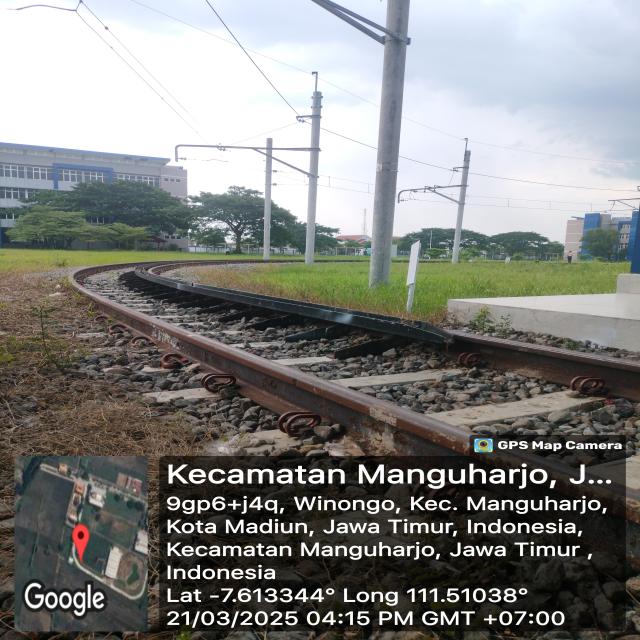 GPS Map Camera
Kecamatan Manguharjo, J...
9gp6+j4q, Winongo, Kec. Manguharjo,
Kota Madiun, Jawa Timur, Indonesia,
Kecamatan Manguharjo, Jawa Timur ,
Indonesia
Lat -7.613344° Long 111.51038°
21/03/2025 04:15 PM GMT +07:00
Google